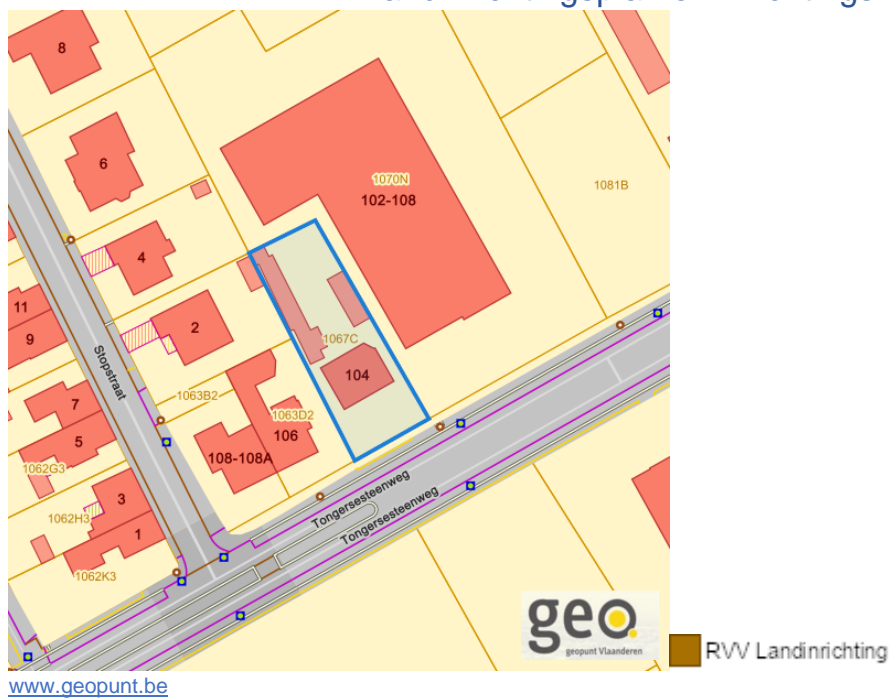 8
6
1070N
102-108
1081B
4
11
2
9
Stopstraat
1067C
104
7
1063B2
1063D2
106
5
108-108A
1062G3
3
Tongersesteenweg
1062H3
1
Tongersesteenweg
1062K3
geo
geopunt Vlaanderen
RVV Landinrichting
www.geopunt.be